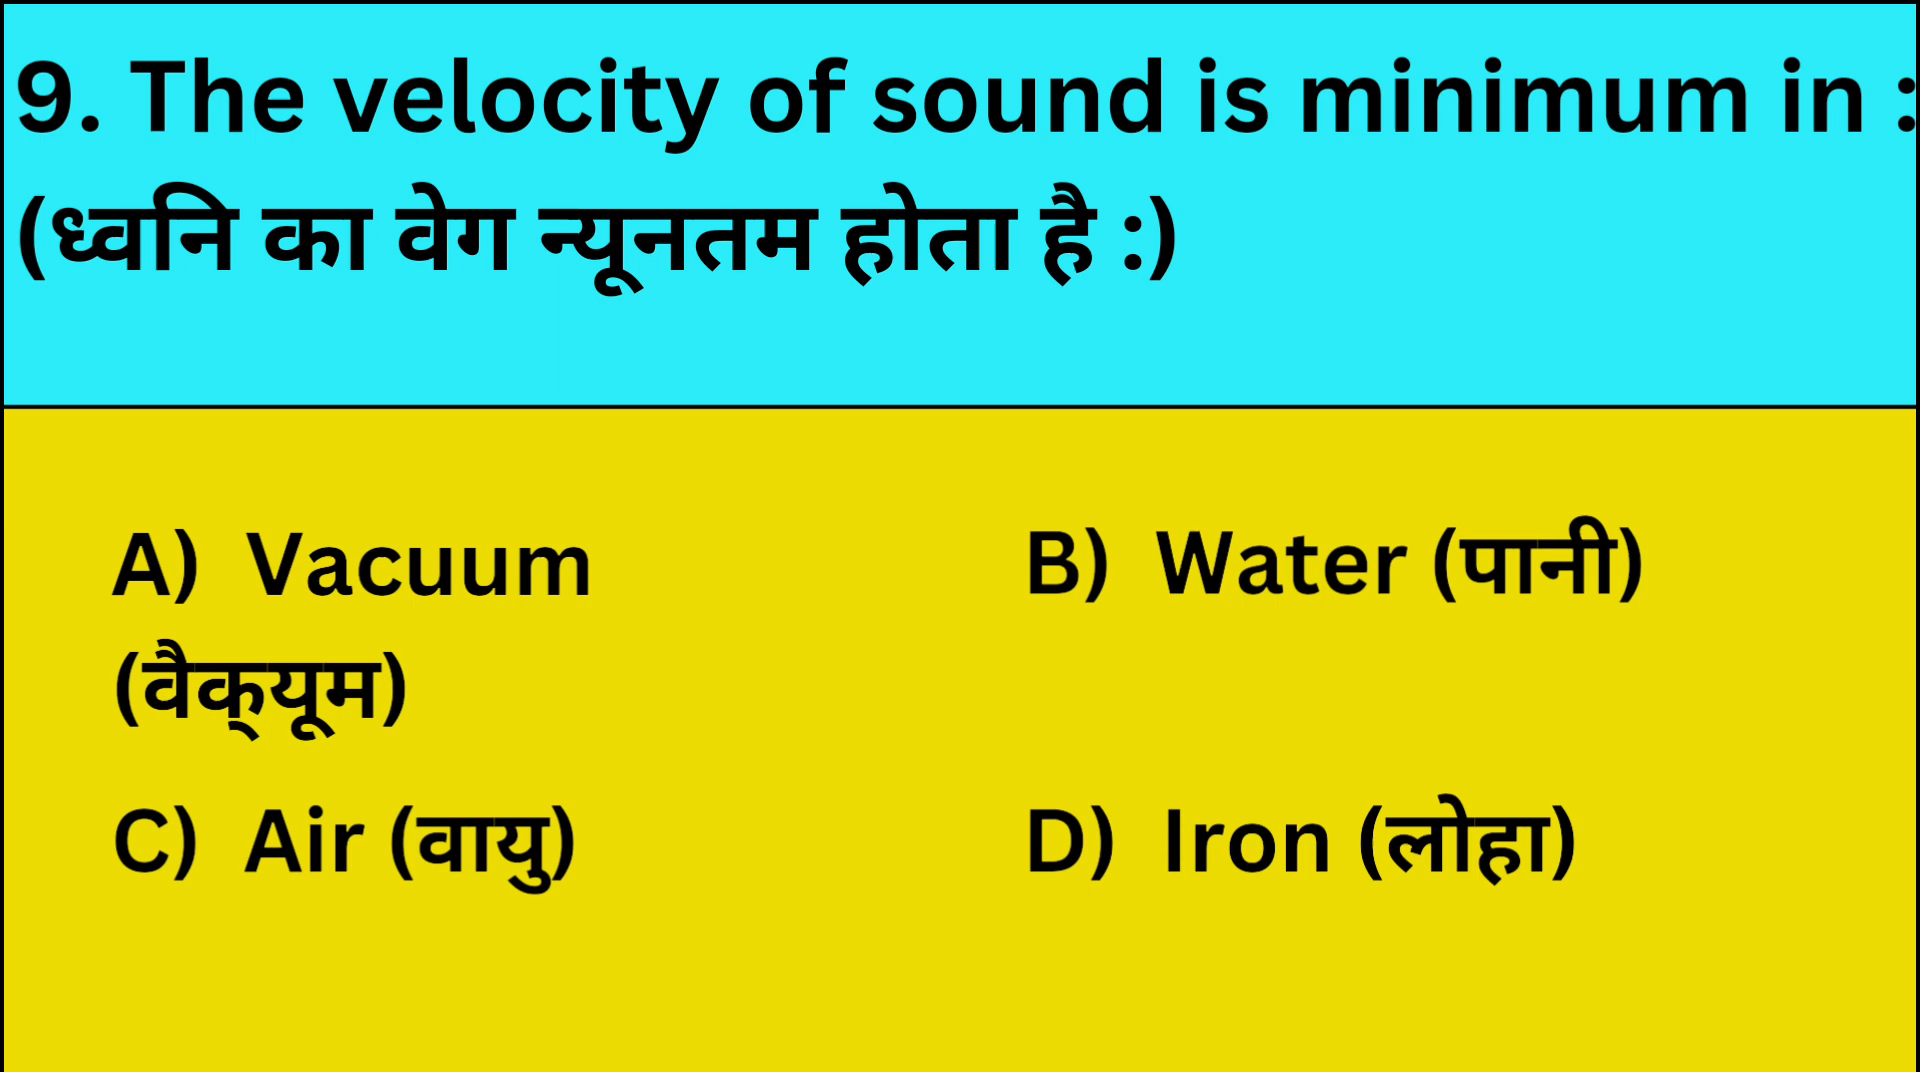 9. The velocity of sound is minimum in :
(ध्वनि का वेग न्यूनतम होता है :)
A) Vacuum
(वैक्यूम)
B) Water (पानी)
C) Air (वायु)
D) Iron (लोहा)